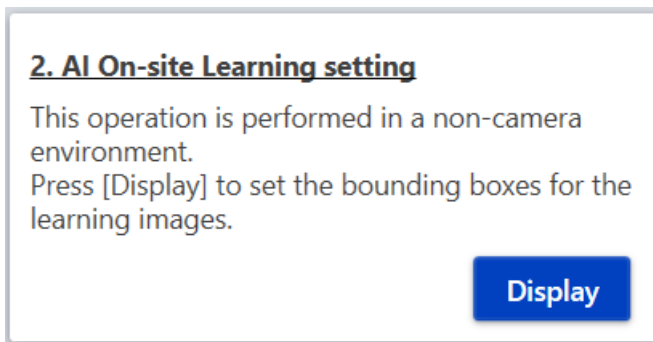 2. AI On-site Learning setting
This operation is performed in a non-camera
environment.
Press [Display] to set the bounding boxes for the
learning images.
Display